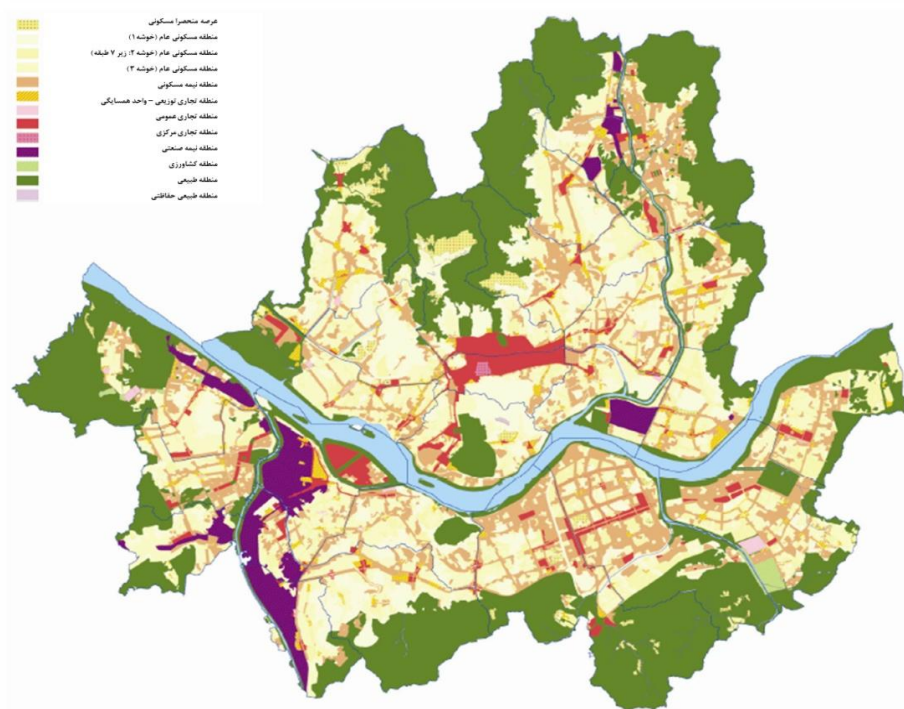 عرصه منحصرا مسکونی
منطقه مسکونی عام (خوشه ۱)
منطقه مسکونی عام (خوشه ۲: زیر ۷ طبقه)
منطقه مسکونی عام (خوشه ۳)
منطقه نیمه مسکونی
منطقه تجاری توزیعی – واحد همسایگی
منطقه تجاری عمومی
منطقه تجاری مرکزی
منطقه نیمه صنعتی
منطقه کشاورزی
منطقه طبیعی
منطقه طبیعی حفاظتی